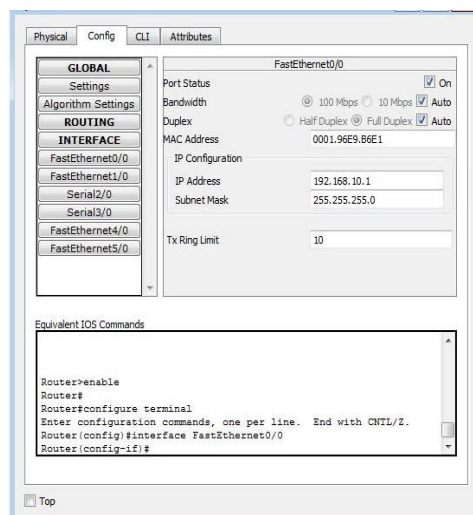 Physical Config CLI Attributes
GLOBAL
Settings
Algorithm Settings
ROUTING
INTERFACE
FastEthernet0/0
FastEthernet1/0
Serial2/0
Serial3/0
FastEthernet4/0
FastEthernet5/0
FastEthernet0/0
Port Status On
Bandwidth 100 Mbps 10 Mbps Auto
Duplex Half Duplex Full Duplex Auto
MAC Address 0001.96E9.B6E1
IP Configuration
IP Address 192.168.10.1
Subnet Mask 255.255.255.0
Tx Ring Limit 10
Equivalent IOS Commands
Router>enable
Router#
Router#configure terminal
Enter configuration commands, one per line. End with CNTL/Z.
Router(config)#interface FastEthernet0/0
Router(config-if)#
Top